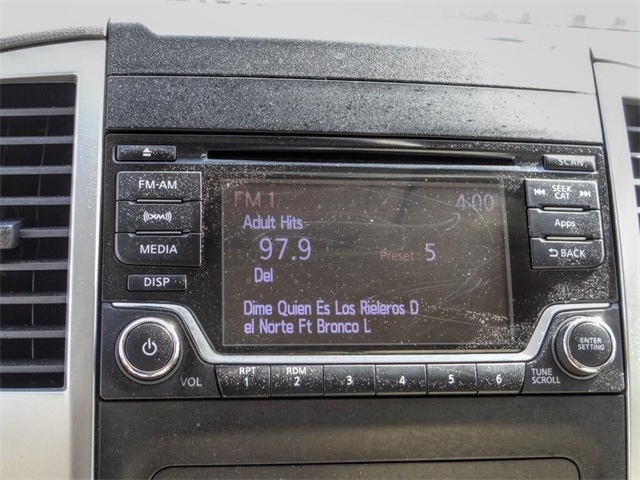 SCAN
FM-AM
((XM))
MEDIA
DISP
FM 1
4:00
Adult Hits
97.9
Preset 5
Del
Dime Quien Es Los Rieleros D
el Norte Ft Bronco L
SEEK
CAT
Apps
BACK
VOL
RPT
1
RDM
2
3
4
5
6
TUNE
SCROLL
ENTER
SETTING